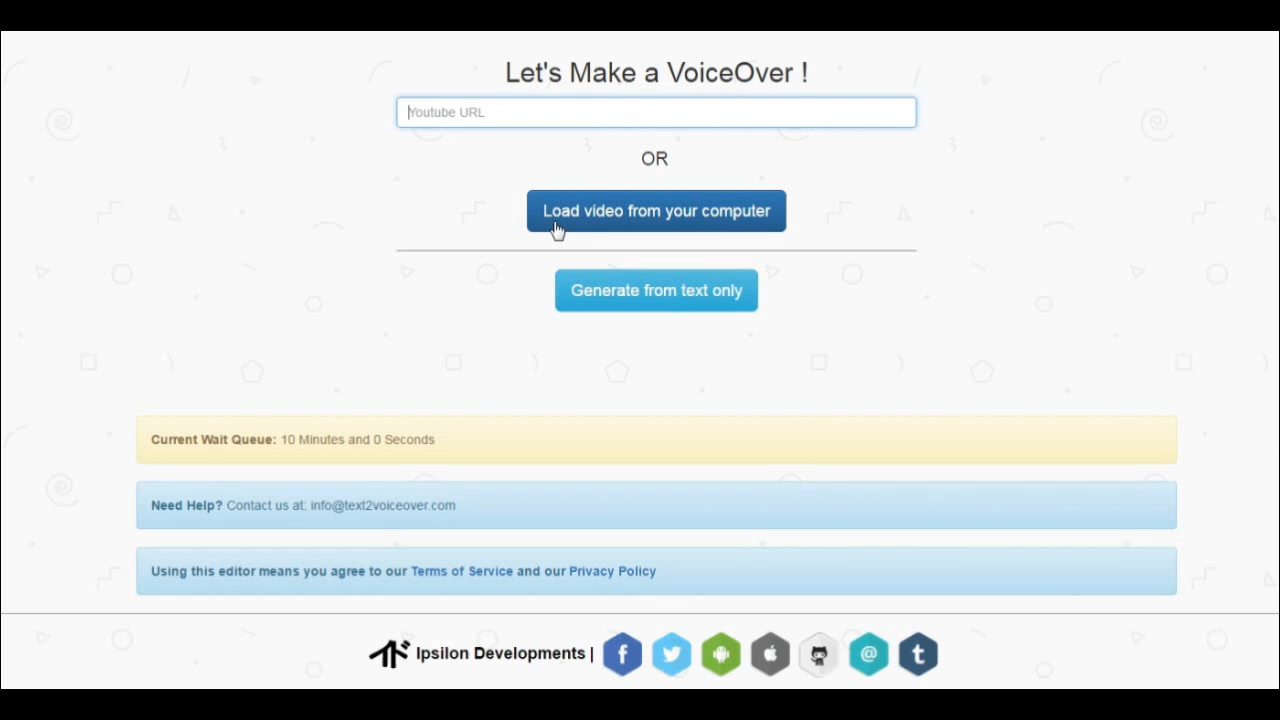 Let's Make a VoiceOver !
Youtube URL
OR
Load video from your computer
Generate from text only
Current Wait Queue: 10 Minutes and 0 Seconds
Need Help? Contact us at: info@text2voiceover.com
Using this editor means you agree to our Terms of Service and our Privacy Policy
Ipsilon Developments | f @ t